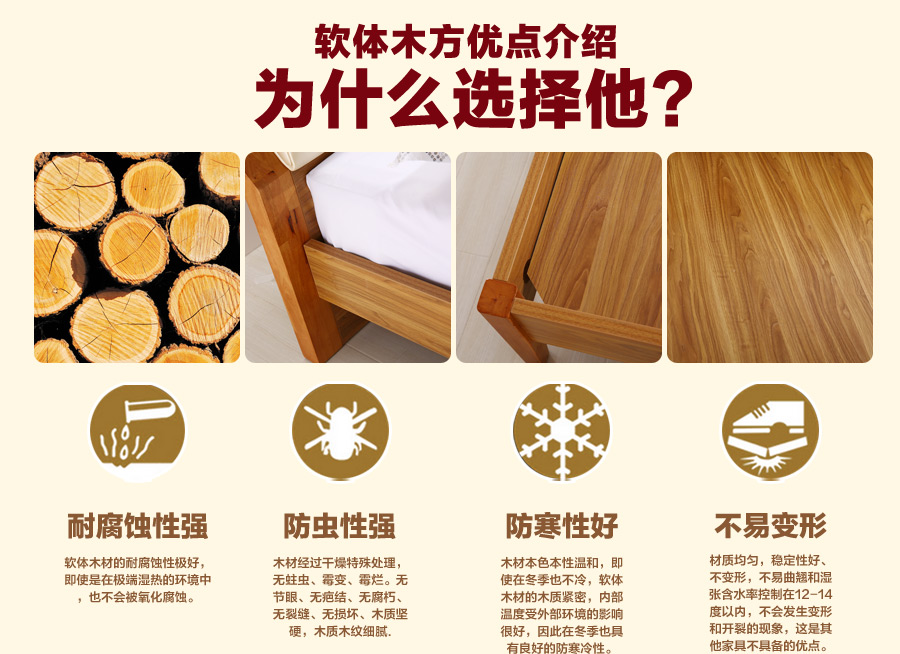 软体木方优点介绍
为什么选择他?
耐腐蚀性强
软体木材的耐腐蚀性极好，
即使是在极端湿热的环境中
，也不会被氧化腐蚀。
防虫性强
木材经过干燥特殊处理，
无蛀虫、霉变、霉烂。无
节眼、无疤结、无腐朽、
无裂缝、无损坏、木质坚
硬，木质木纹细腻.
防寒性好
木材本色本性温和，即
使在冬季也不冷，软体
木材的木质紧密，内部
温度受外部环境的影响
很好，因此在冬季也具
有良好的防寒冷性。
不易变形
材质均匀，稳定性好、
不变形，不易曲翘和湿
张含水率控制在12-14
度以内，不会发生变形
和开裂的现象，这是其
他家具不具备的优点。